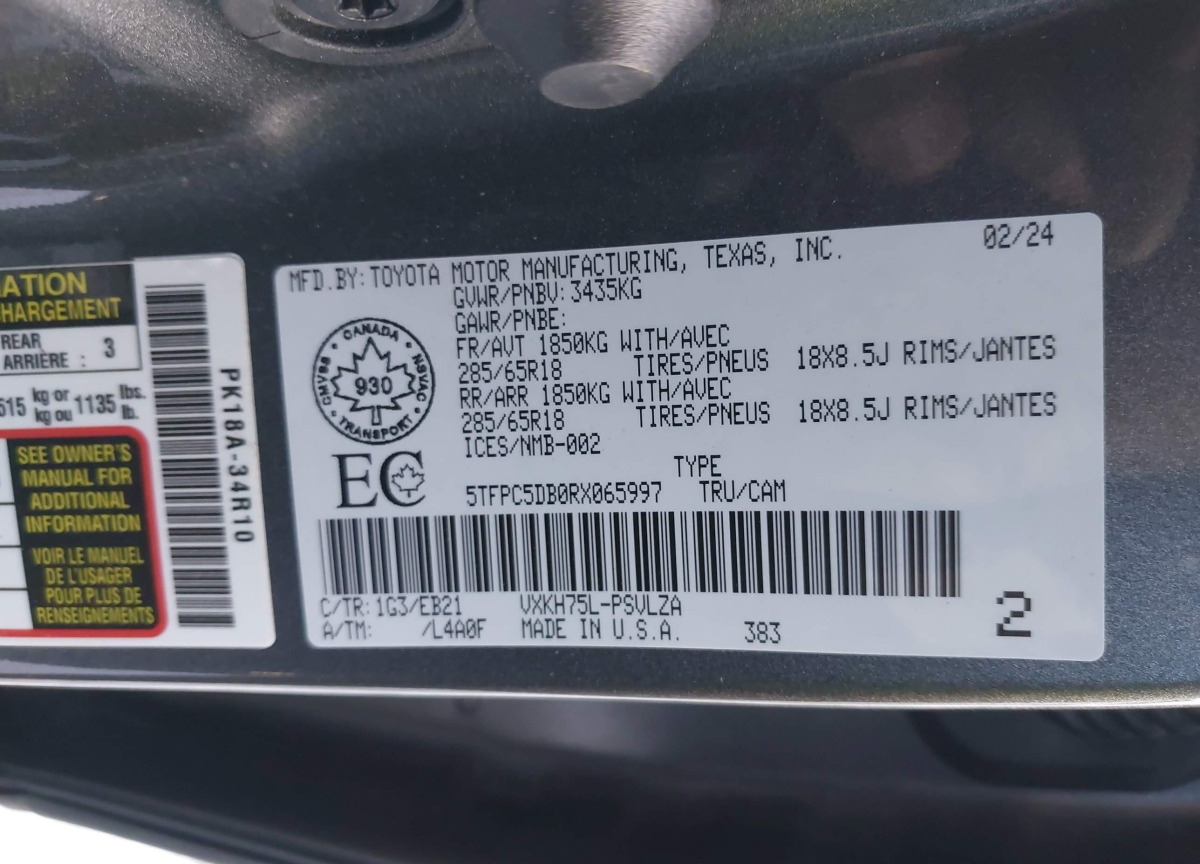 ATION
HARGEMENT
REAR
ARRIÈRE : 3
615 kg or kg ou 1135 lbs. lb.
SEE OWNER'S
MANUAL FOR
ADDITIONAL
INFORMATION
VOIR LE MANUEL
DE L'USAGER
POUR PLUS DE
RENSEIGNEMENTS
PK18A-34R10
MFD.BY:TOYOTA MOTOR MANUFACTURING, TEXAS, INC. 02/24
GVWR/PNBV:3435KG
GAWR/PNBE:
FR/AVT 1850KG WITH/AVEC
285/65R18 TIRES/PNEUS 18X8.5J RIMS/JANTES
RR/ARR 1850KG WITH/AVEC
285/65R18 TIRES/PNEUS 18X8.5J RIMS/JANTES
ICES/NMB-002
CANADA
CMVSS
NSVAC
930
TRANSPORT
EC
TYPE
5TFPC5DB0RX065997 TRU/CAM
C/TR:1G3/EB21 VXKH75L-PSVLZA
A/TM: /L4A0F MADE IN U.S.A. 383
2